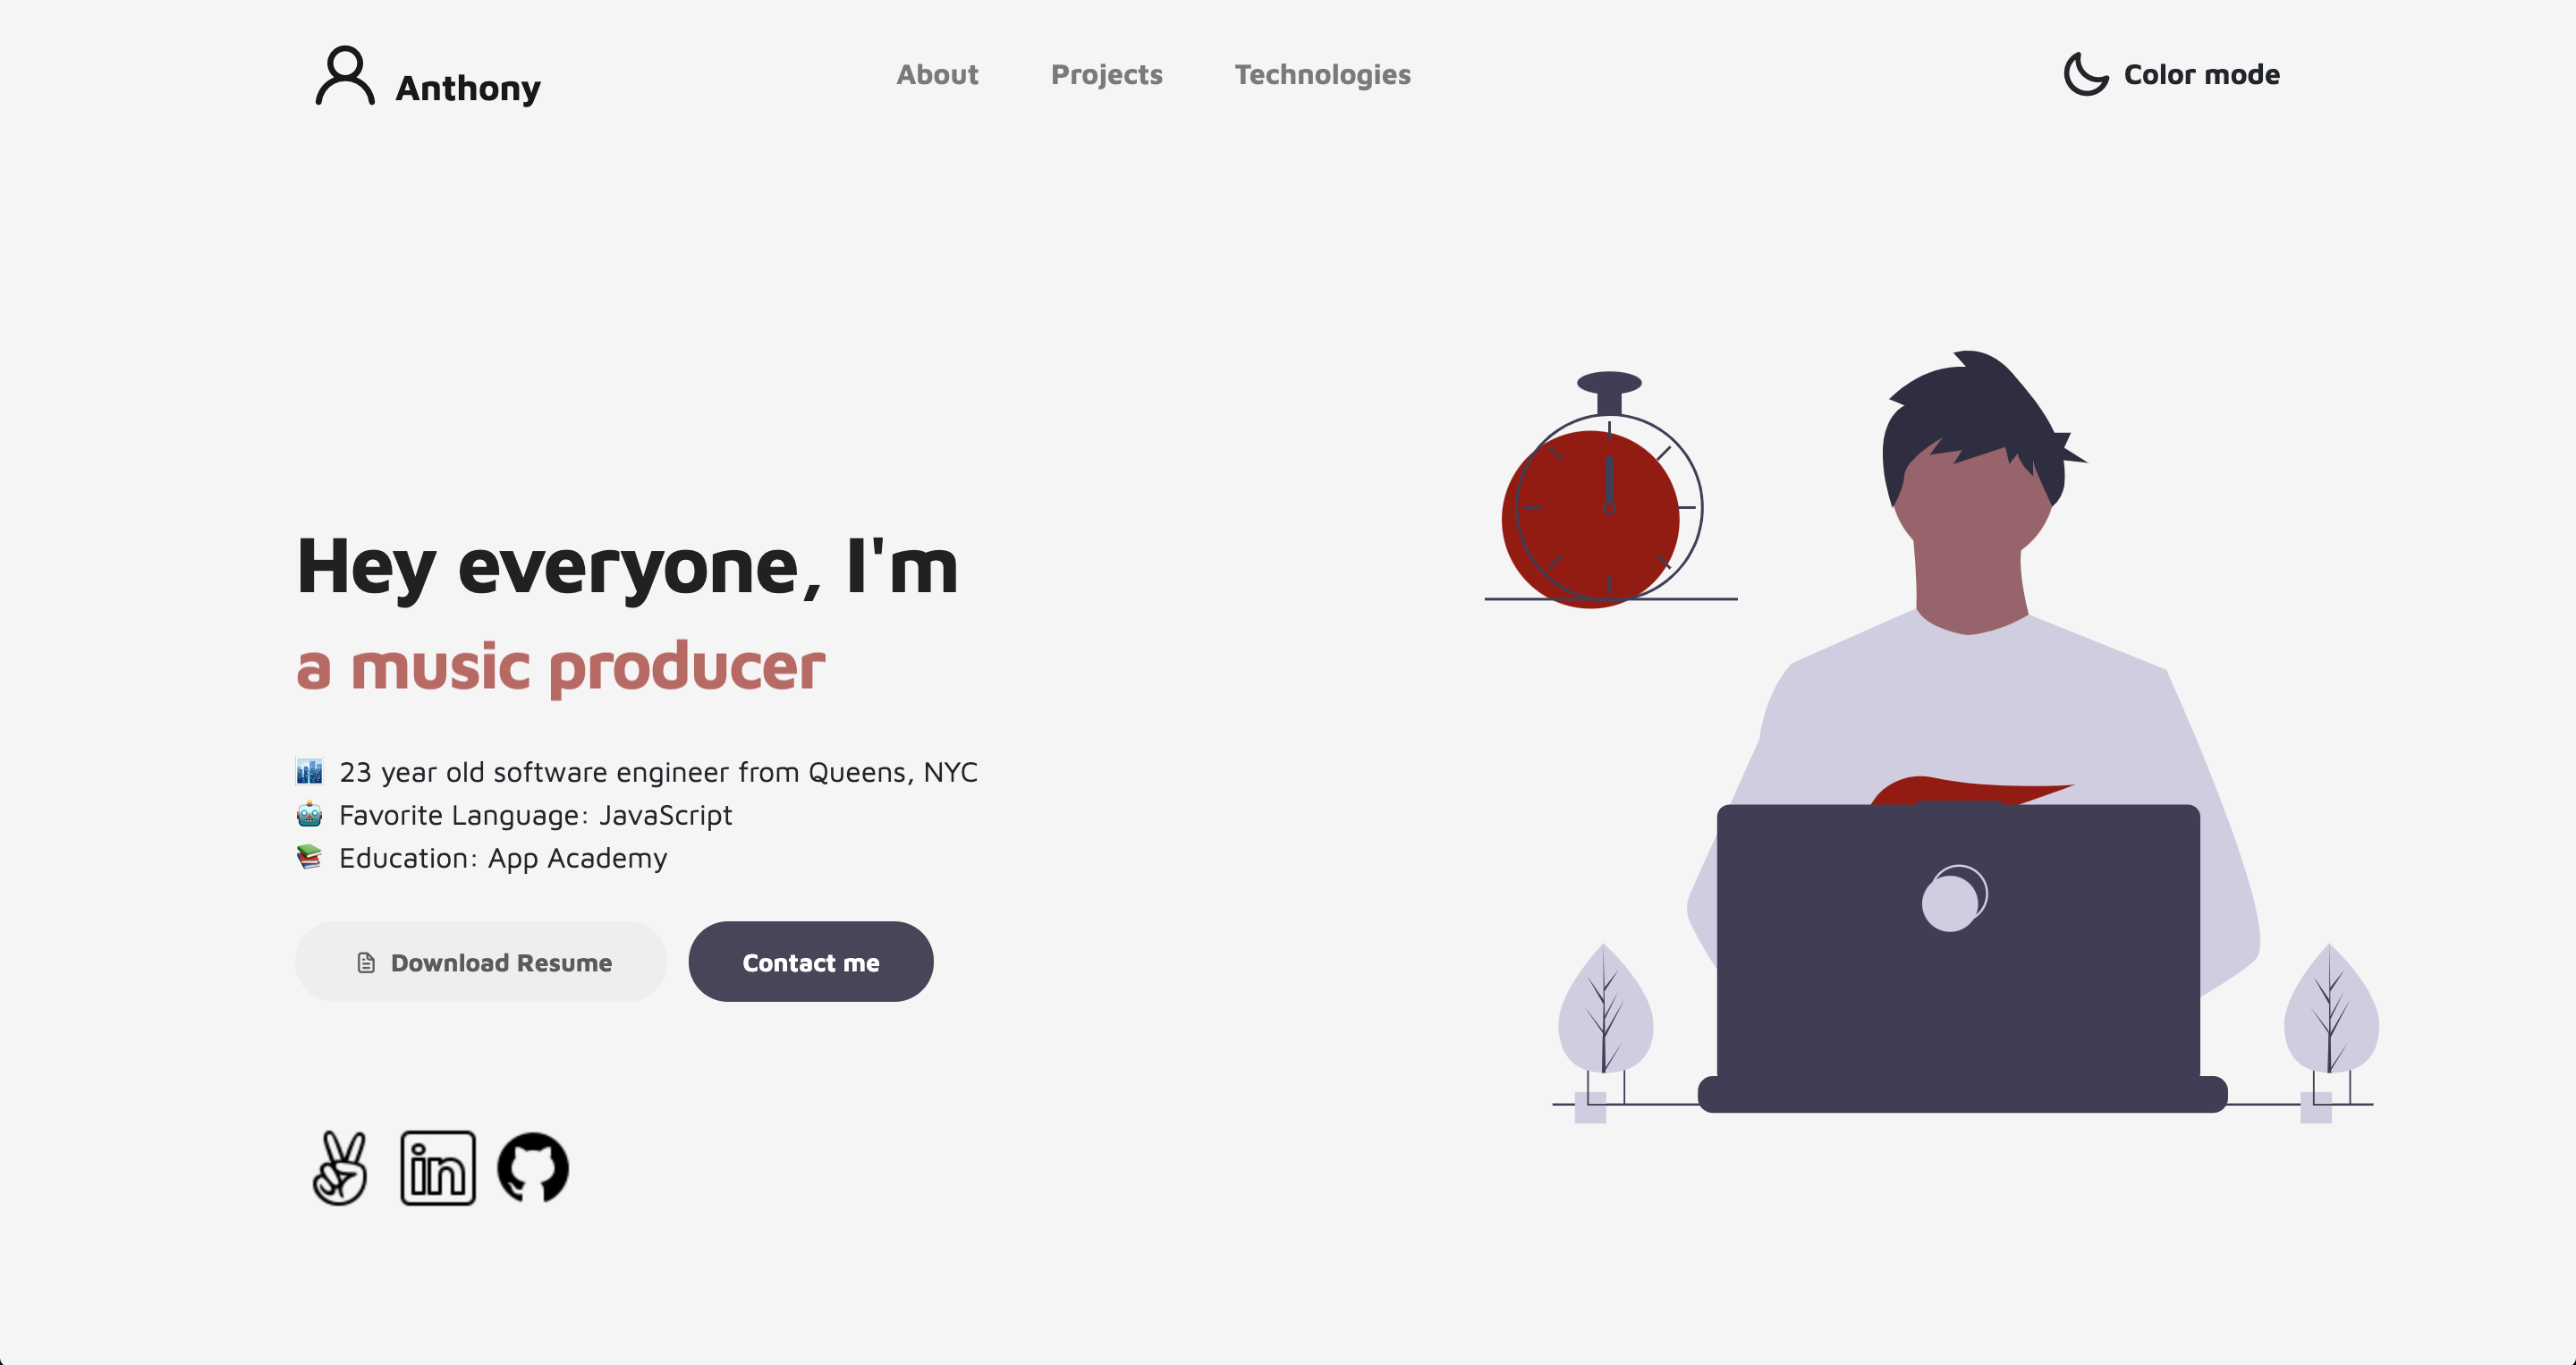 Anthony
About
Projects
Technologies
Color mode
Hey everyone, I'm
a music producer
23 year old software engineer from Queens, NYC
Favorite Language: JavaScript
Education: App Academy
Download Resume
Contact me
in